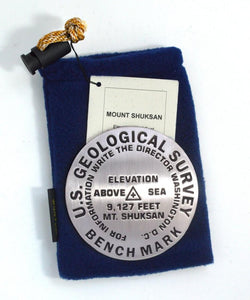 MOUNT SHUKSAN
U.S. GEOLOGICAL SURVEY
FOR INFORMATION WRITE THE DIRECTOR WASHINGTON D.C.
ELEVATION
ABOVE SEA
9,127 FEET
MT. SHUKSAN
BENCH MARK